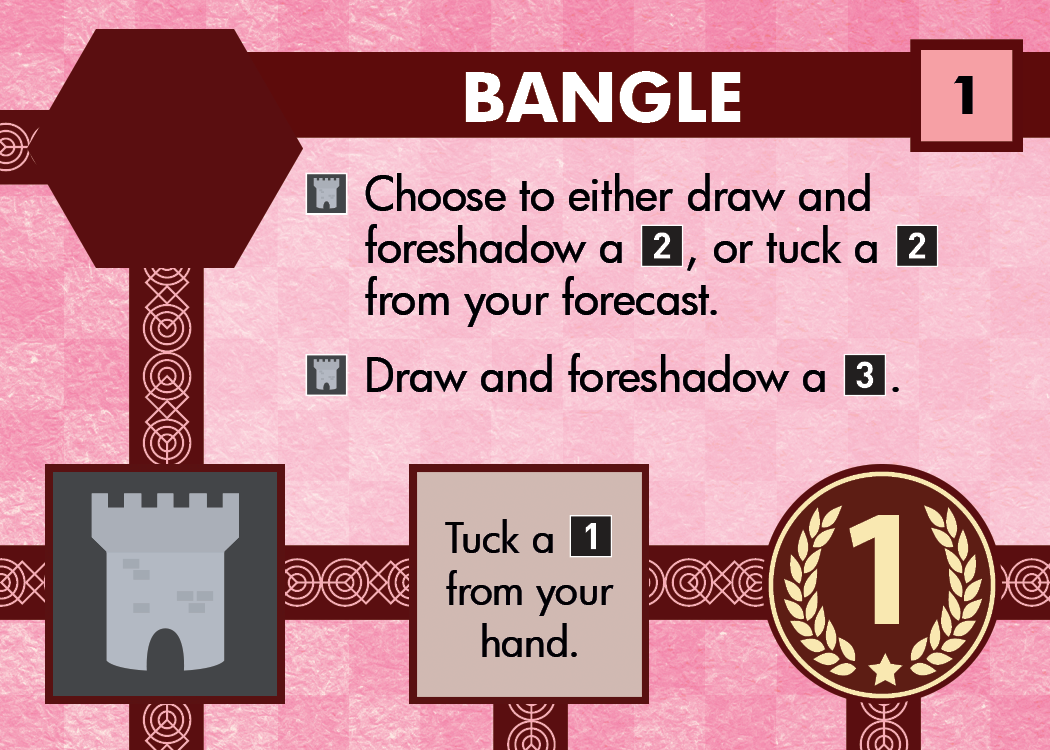 BANGLE
1
Choose to either draw and
foreshadow a 2, or tuck a 2
from your forecast.
Draw and foreshadow a 3.
Tuck a 1
from your
hand.
1